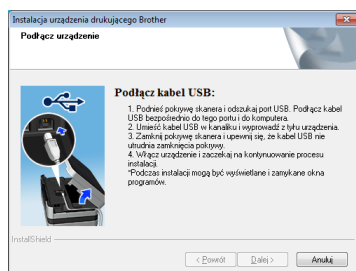 Instalacja urządzenia drukującego Brother
Podłącz urządzenie
Podłącz kabel USB:
1. Podnieś pokrywę skanera i odszukaj port USB. Podłącz kabel
USB bezpośrednio do tego portu i do komputera.
2. Umieść kabel USB w kanaliku i wyprowadź z tyłu urządzenia.
3. Zamknij pokrywę skanera i upewnij się, że kabel USB nie
utrudnia zamknięcia pokrywy.
4. Włącz urządzenie i zaczekaj na kontynuowanie procesu
instalacji.
*Podczas instalacji mogą być wyświetlane i zamykane okna
programów.
InstallShield
< Powrót
Dalej >
Anuluj